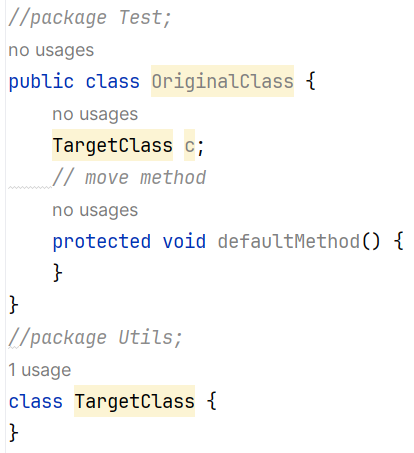 //package Test;
no usages
public class OriginalClass {
no usages
TargetClass c;
// move method
no usages
protected void defaultMethod() {
}
}
//package Utils;
1 usage
class TargetClass {
}